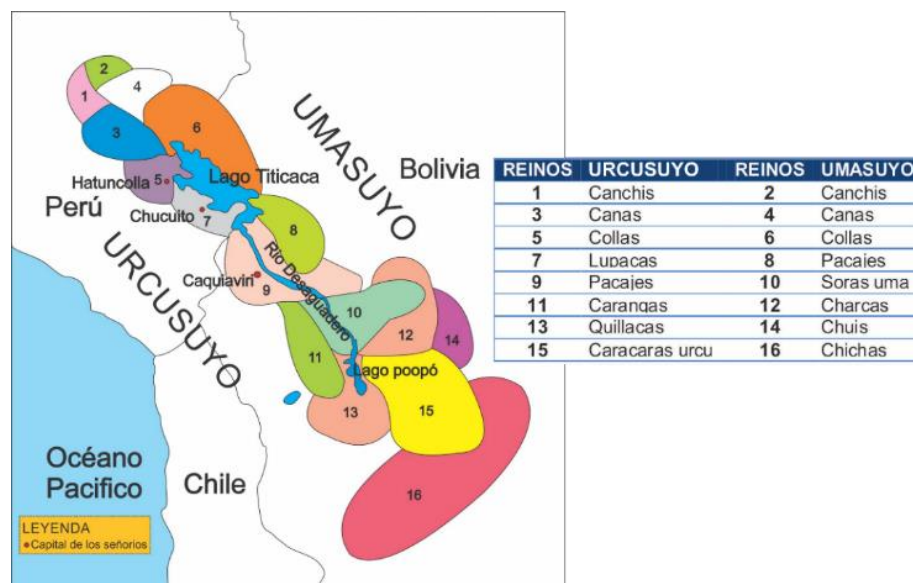 2
1
4
3
6
UMASUYO
Bolivia
Lago Titicaca
Hatuncolla
5
Perú
Chucuito
7
8
URCUSUYO
Caquiaviri
9
Rio Desaguadero
10
12
14
11
Lago poopó
13
15
16
Océano
Pacifico
Chile
LEYENDA
Capital de los señorios
REINOS URCUSUYO REINOS UMASUYO
1 Canchis 2 Canchis
3 Canas 4 Canas
5 Collas 6 Collas
7 Lupacas 8 Pacajes
9 Pacajes 10 Soras uma
11 Carangas 12 Charcas
13 Quillacas 14 Chuis
15 Caracaras urcu 16 Chichas